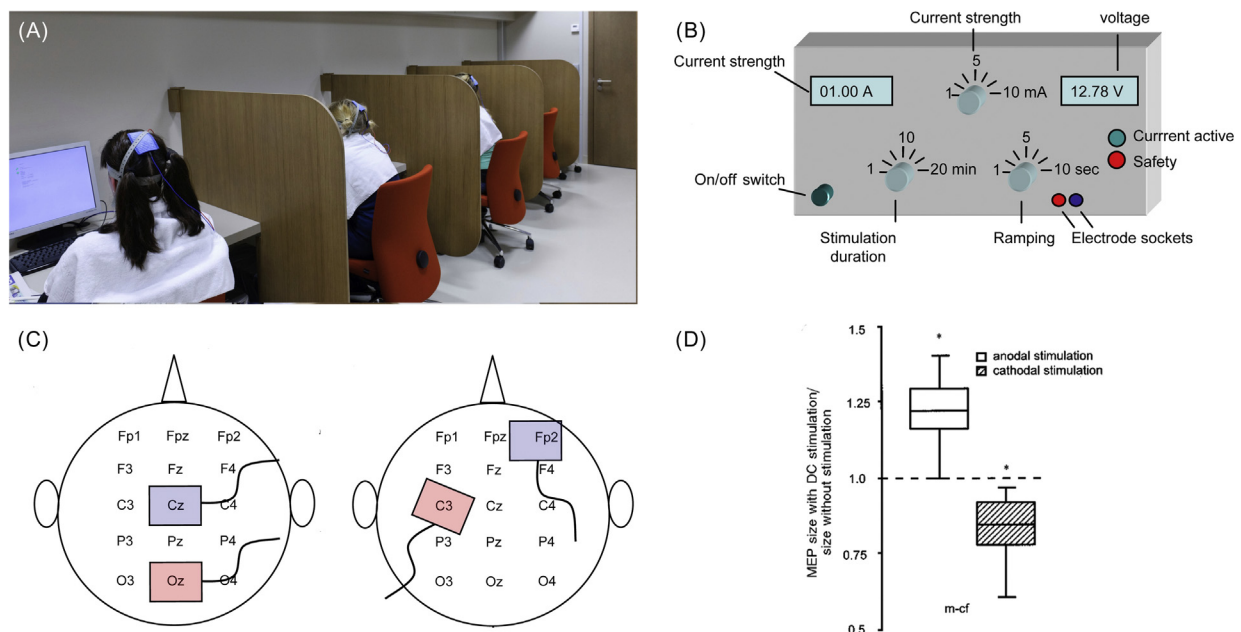 (A)
(B)
Current strength
voltage
Current strength
5
01.00 A
1
10 mA
12.78 V
10
5
Currrent active
Safety
1
20 min
1
10 sec
On/off switch
Stimulation
duration
Ramping
Electrode sockets
(C)
Fp1 Fpz Fp2
F3 Fz F4
C3 Cz C4
P3 Pz P4
O3 Oz O4
Fp1 Fpz Fp2
F3 Fz F4
C3 Cz C4
P3 Pz P4
O3 Oz O4
(D)
1.5
1.25
1.0
0.75
0.5
MEP size with DC stimulation/
size without stimulation
*
anodal stimulation
cathodal stimulation
*
m-cf